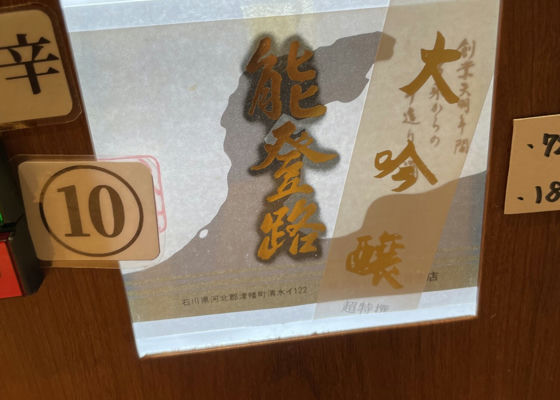 辛
10
能登路
大吟醸
創業天明年間
石川県河北郡津幡町清水イ122
店
超特撰